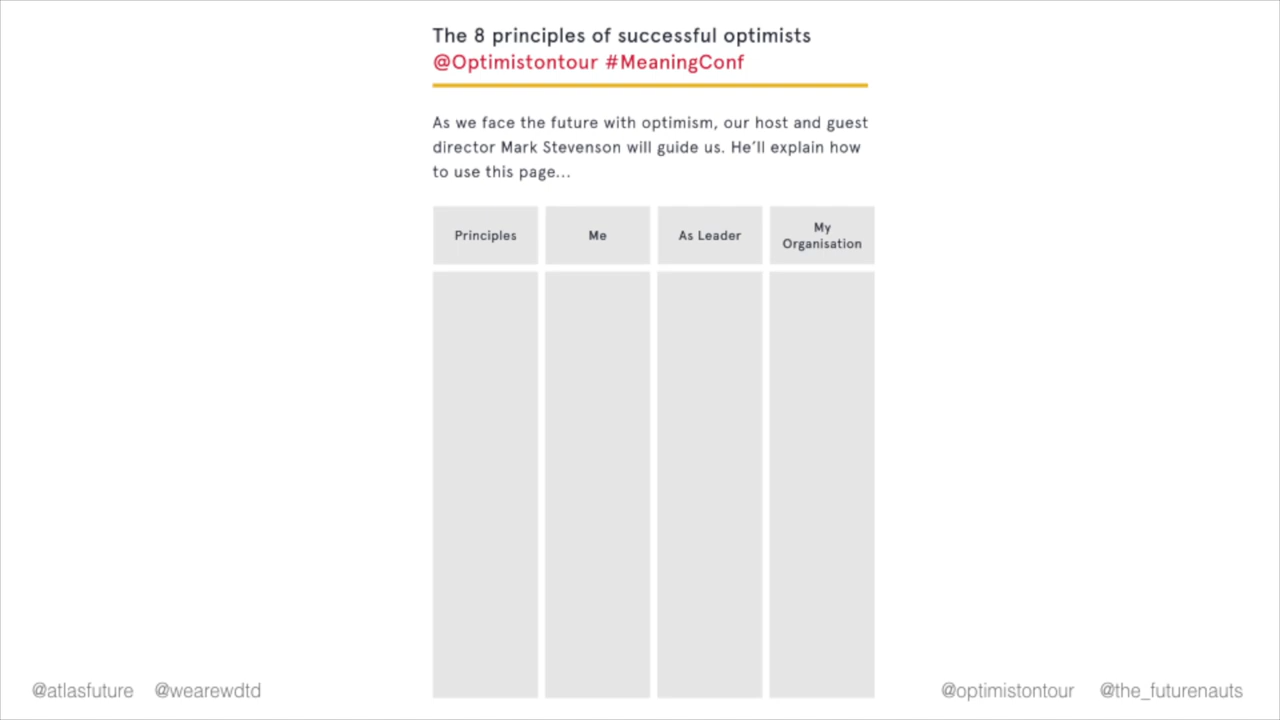 The 8 principles of successful optimists
@Optimistontour #MeaningConf
As we face the future with optimism, our host and guest
director Mark Stevenson will guide us. He’ll explain how
to use this page...
Principles
Me
As Leader
My
Organisation
@atlasfuture @wearewdtd
@optimistontour @the_futurenauts